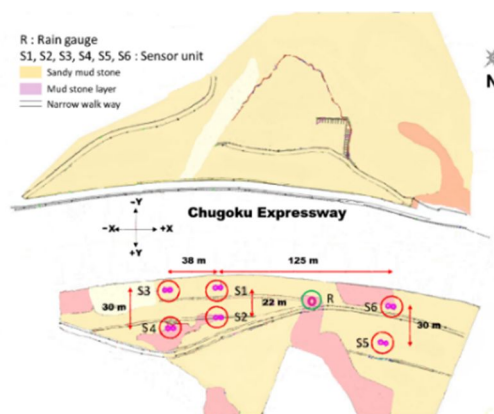 R : Rain gauge
S1, S2, S3, S4, S5, S6 : Sensor unit
Sandy mud stone
Mud stone layer
Narrow walk way
N
-Y
-X +X
+Y
Chugoku Expressway
38 m 125 m
S3 S1
30 m 22 m R S6
S4 S2 30 m
S5